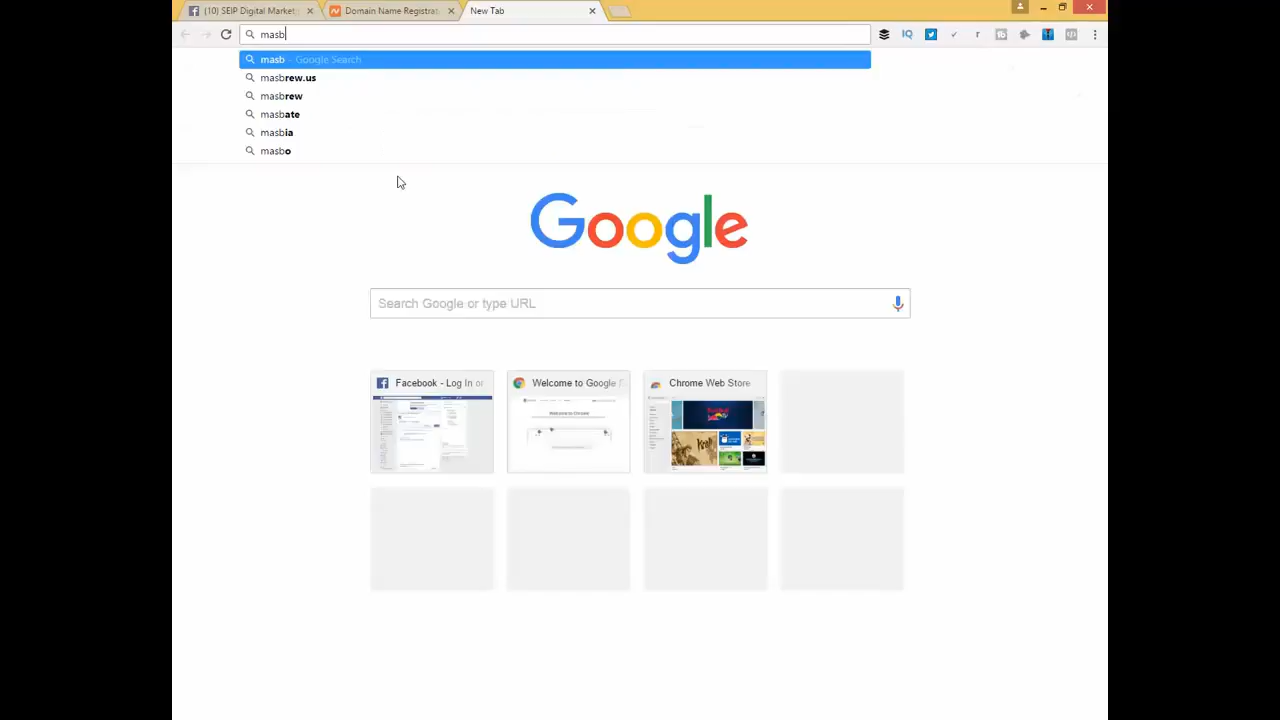 (10) SEIP Digital Market
Domain Name Registrat
New Tab
masb
IQ
masb - Google Search
masbrew.us
masbrew
masbate
masbia
masbo
Google
Search Google or type URL
Facebook - Log In or
Welcome to Google
Chrome Web Store